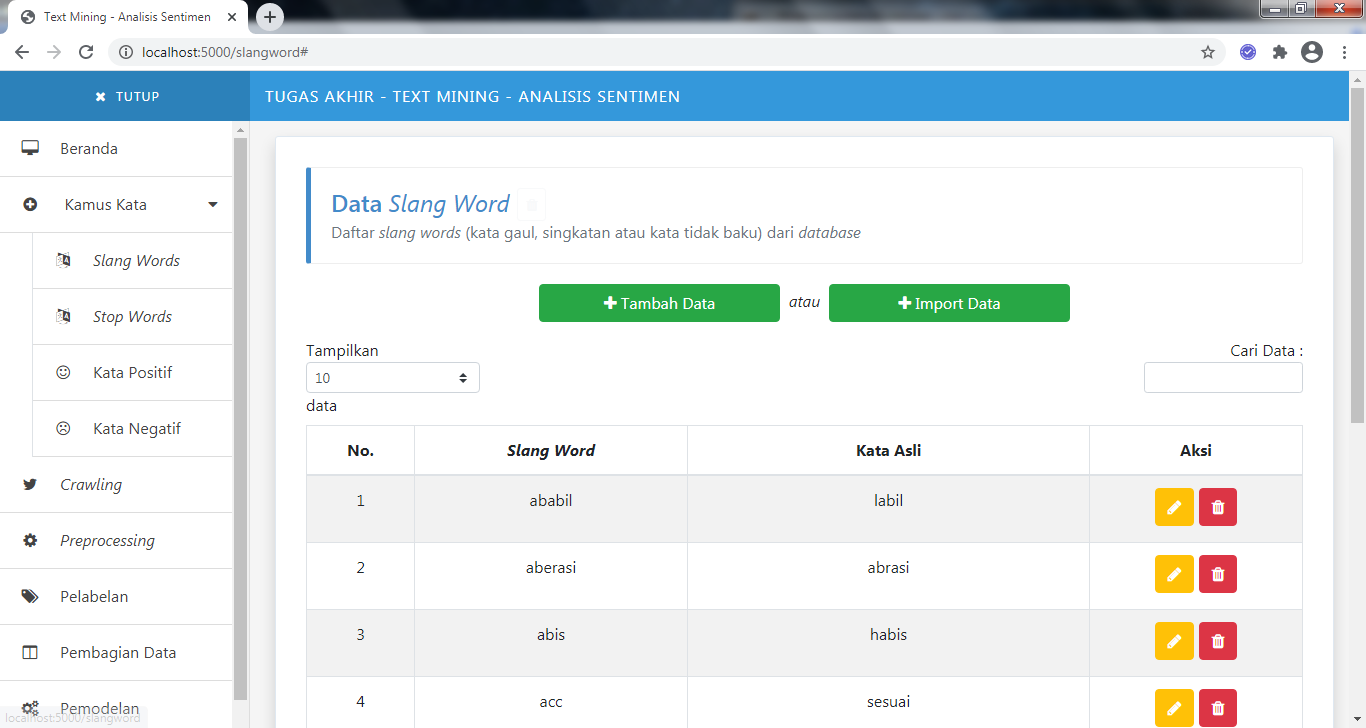 Text Mining - Analisis Sentimen
localhost:5000/slangword#
TUTUP
TUGAS AKHIR - TEXT MINING - ANALISIS SENTIMEN
Beranda
Kamus Kata
Slang Words
Stop Words
Kata Positif
Kata Negatif
Crawling
Preprocessing
Pelabelan
Pembagian Data
Pemodelan
localhost:5000/slangword
Data Slang Word
Daftar slang words (kata gaul, singkatan atau kata tidak baku) dari database
Tambah Data atau Import Data
Tampilkan
10
data
Cari Data :
No. Slang Word Kata Asli Aksi
1 ababil labil
2 aberasi abrasi
3 abis habis
4 acc sesuai